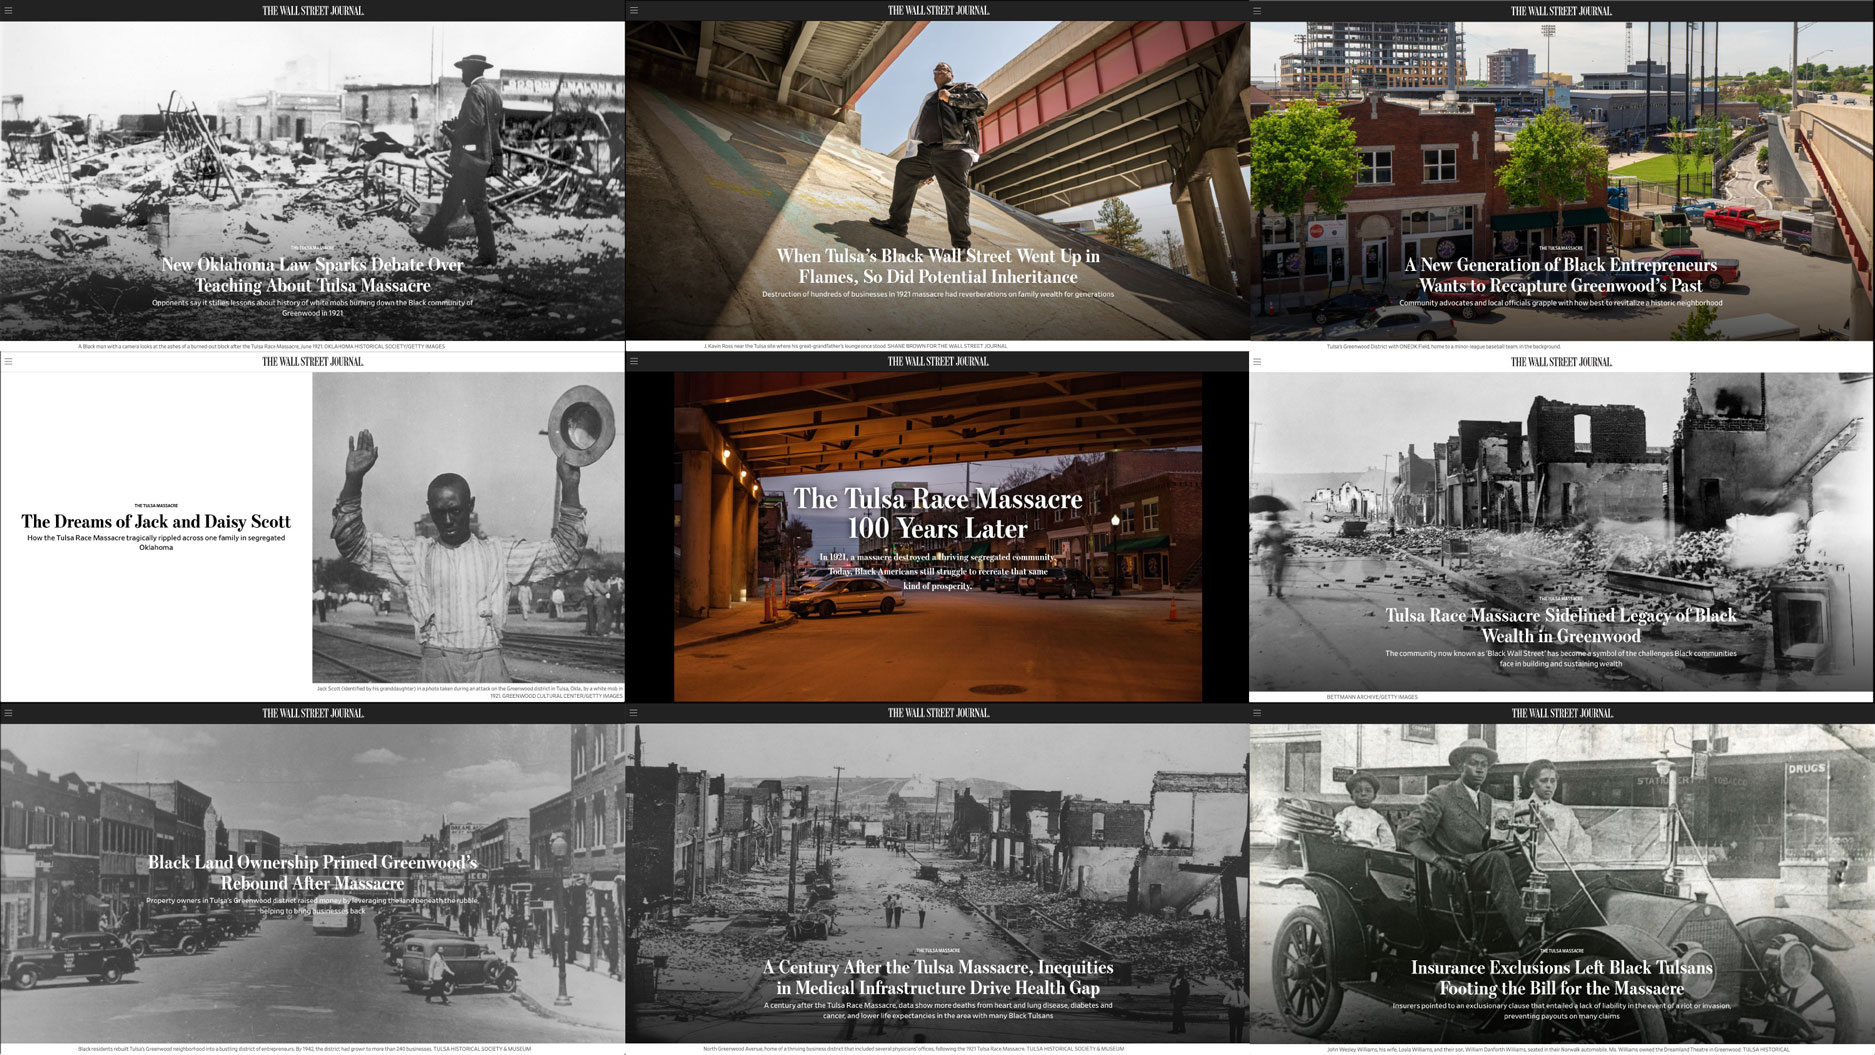 THE WALL STREET JOURNAL.
THE TULSA MASSACRE
New Oklahoma Law Sparks Debate Over
Teaching About Tulsa Massacre
Opponents say it stifles lessons about history of white mobs burning down the Black community of
Greenwood in 1921
A Black man with a camera looks at the ashes of a burned-out block after the Tulsa Race Massacre, June 1921. OKLAHOMA HISTORICAL SOCIETY/GETTY IMAGES
THE WALL STREET JOURNAL.
When Tulsa's Black Wall Street Went Up in
Flames, So Did Potential Inheritance
Destruction of hundreds of businesses in 1921 massacre had reverberations on family wealth for generations
J. Kavin Ross near the Tulsa site where his great-grandfather's lounge once stood. SHANE BROWN FOR THE WALL STREET JOURNAL
THE WALL STREET JOURNAL.
THE TULSA MASSACRE
A New Generation of Black Entrepreneurs
Wants to Recapture Greenwood's Past
Community advocates and local officials grapple with how best to revitalize a historic neighborhood
Tulsa's Greenwood District with ONEOK Field, home to a minor-league baseball team, in the background.
THE WALL STREET JOURNAL.
THE TULSA MASSACRE
The Dreams of Jack and Daisy Scott
How the Tulsa Race Massacre tragically rippled across one family in segregated
Oklahoma
Jack Scott (identified by his granddaughter) in a photo taken during an attack on the Greenwood district in Tulsa, Okla., by a white mob in
1921. GREENWOOD CULTURAL CENTER/GETTY IMAGES
THE WALL STREET JOURNAL.
The Tulsa Race Massacre
100 Years Later
In 1921, a massacre destroyed a thriving segregated community.
Today, Black Americans still struggle to recreate that same
kind of prosperity.
THE WALL STREET JOURNAL.
THE TULSA MASSACRE
Tulsa Race Massacre Sidelined Legacy of Black
Wealth in Greenwood
The community now known as 'Black Wall Street' has become a symbol of the challenges Black communities
face in building and sustaining wealth
BETTMANN ARCHIVE/GETTY IMAGES
THE WALL STREET JOURNAL.
Black Land Ownership Primed Greenwood's
Rebound After Massacre
Property owners in Tulsa's Greenwood district raised money by leveraging the land beneath the rubble,
helping to bring businesses back
Black residents rebuilt Tulsa's Greenwood neighborhood into a bustling district of entrepreneurs. By 1942, the district had grown to more than 240 businesses. TULSA HISTORICAL SOCIETY & MUSEUM
THE WALL STREET JOURNAL.
THE TULSA MASSACRE
A Century After the Tulsa Massacre, Inequities
in Medical Infrastructure Drive Health Gap
A century after the Tulsa Race Massacre, data show more deaths from heart and lung disease, diabetes and
cancer, and lower life expectancies in the area with many Black Tulsans
North Greenwood Avenue, home of a thriving business district that included several physicians' offices, following the 1921 Tulsa Race Massacre. TULSA HISTORICAL SOCIETY & MUSEUM
THE WALL STREET JOURNAL.
DRUGS
TOBACCO
THE TULSA MASSACRE
Insurance Exclusions Left Black Tulsans
Footing the Bill for the Massacre
Insurers pointed to an exclusionary clause that entailed a lack of liability in the event of a riot or invasion,
preventing payouts on many claims
John Wesley Williams, his wife, Loula Williams, and their son, William Danforth Williams, seated in their Norwalk automobile. Ms. Williams owned the Dreamland Theatre in Greenwood. TULSA HISTORICAL